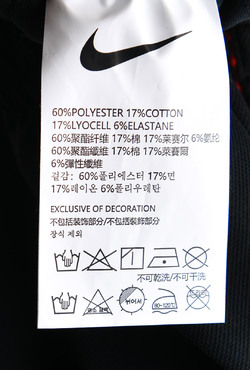 60%POLYESTER 17%COTTON
17%LYOCELL 6%ELASTANE
60%聚酯纤维 17%棉 17%莱赛尔 6%氨纶
60%聚酯纖維 17%棉 17%萊賽爾
6%彈性纖維
겉감: 60%폴리에스터 17%면
17%레이온 6%폴리우레탄
EXCLUSIVE OF DECORATION
不包括装饰部分/不包括裝飾部分
장식 제외
不可乾洗/不可干洗
80~120℃